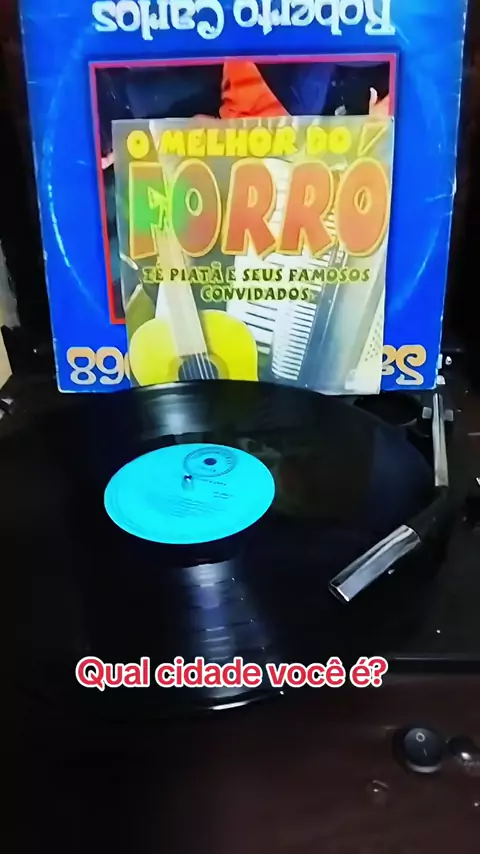 Roberto Carlos
O MELHOR DO
FORRÓ
ZÉ PIATÃ E SEUS FAMOSOS
CONVIDADOS
Qual cidade você é?